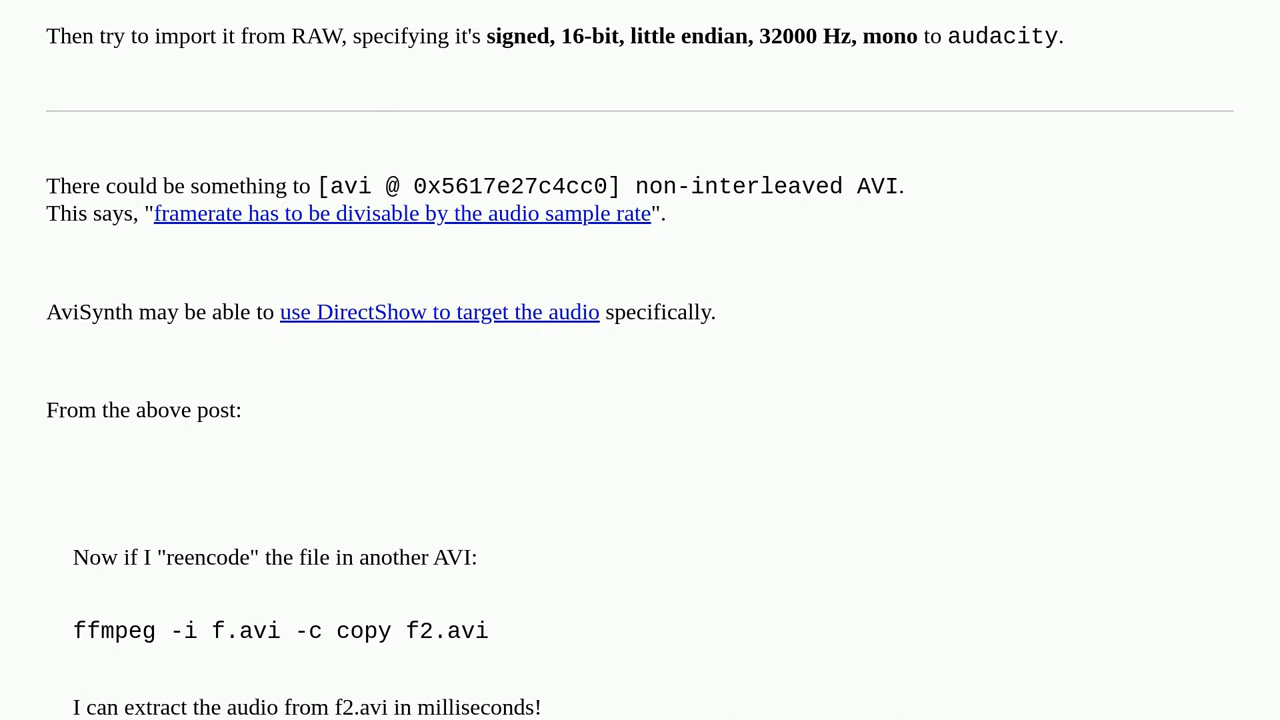 Then try to import it from RAW, specifying it's signed, 16-bit, little endian, 32000 Hz, mono to audacity.
There could be something to [avi @ 0x5617e27c4cc0] non-interleaved AVI.
This says, "framerate has to be divisable by the audio sample rate".
AviSynth may be able to use DirectShow to target the audio specifically.
From the above post:
Now if I "reencode" the file in another AVI:
ffmpeg -i f.avi -c copy f2.avi
I can extract the audio from f2.avi in milliseconds!